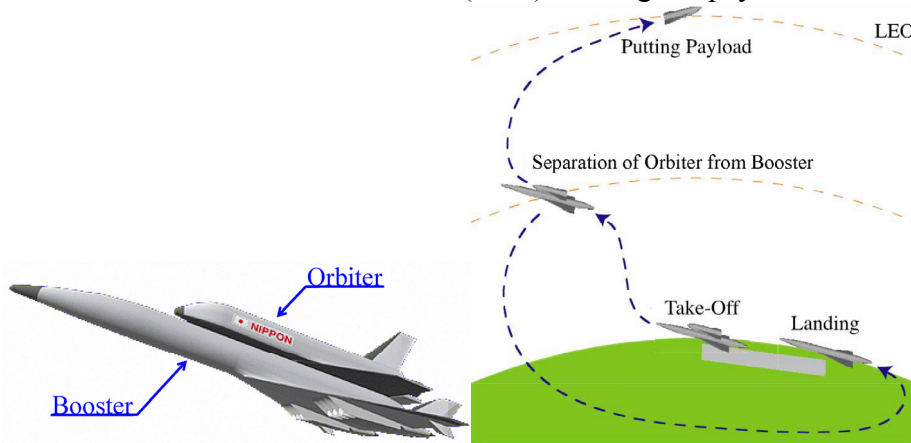 LEO
Putting Payload
Separation of Orbiter from Booster
Orbiter
NIPPON
Take-Off
Landing
Booster